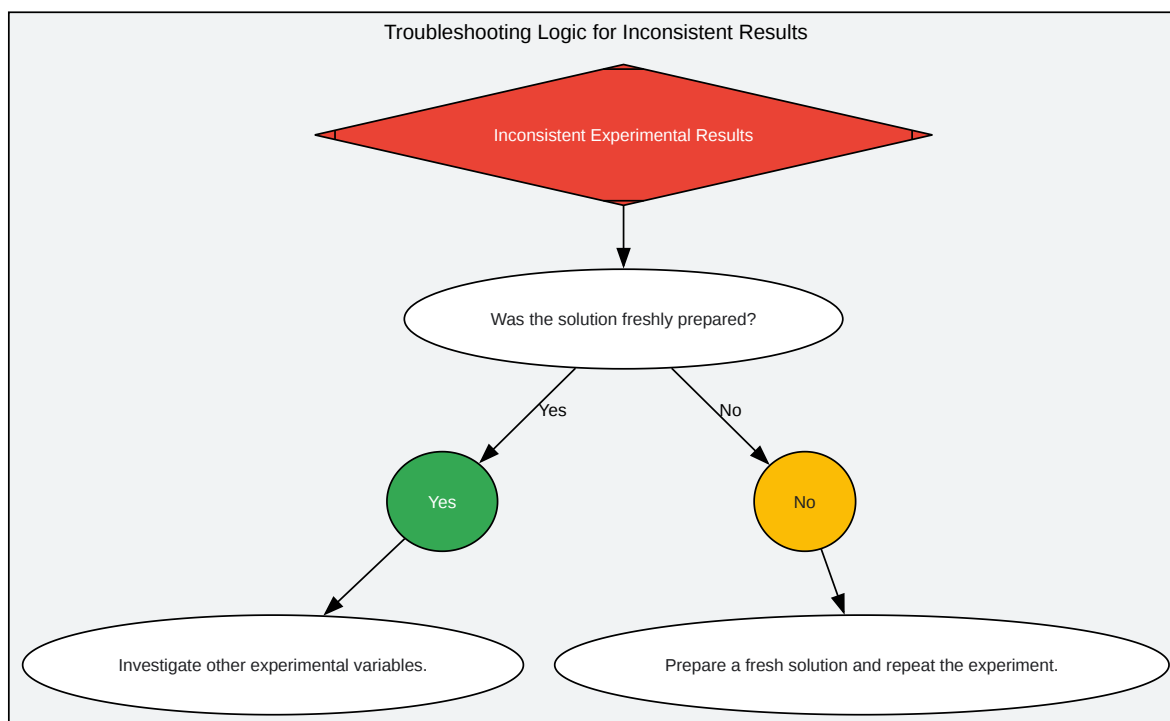 Troubleshooting Logic for Inconsistent Results
Inconsistent Experimental Results
Was the solution freshly prepared?
Yes
No
Yes
No
Investigate other experimental variables.
Prepare a fresh solution and repeat the experiment.